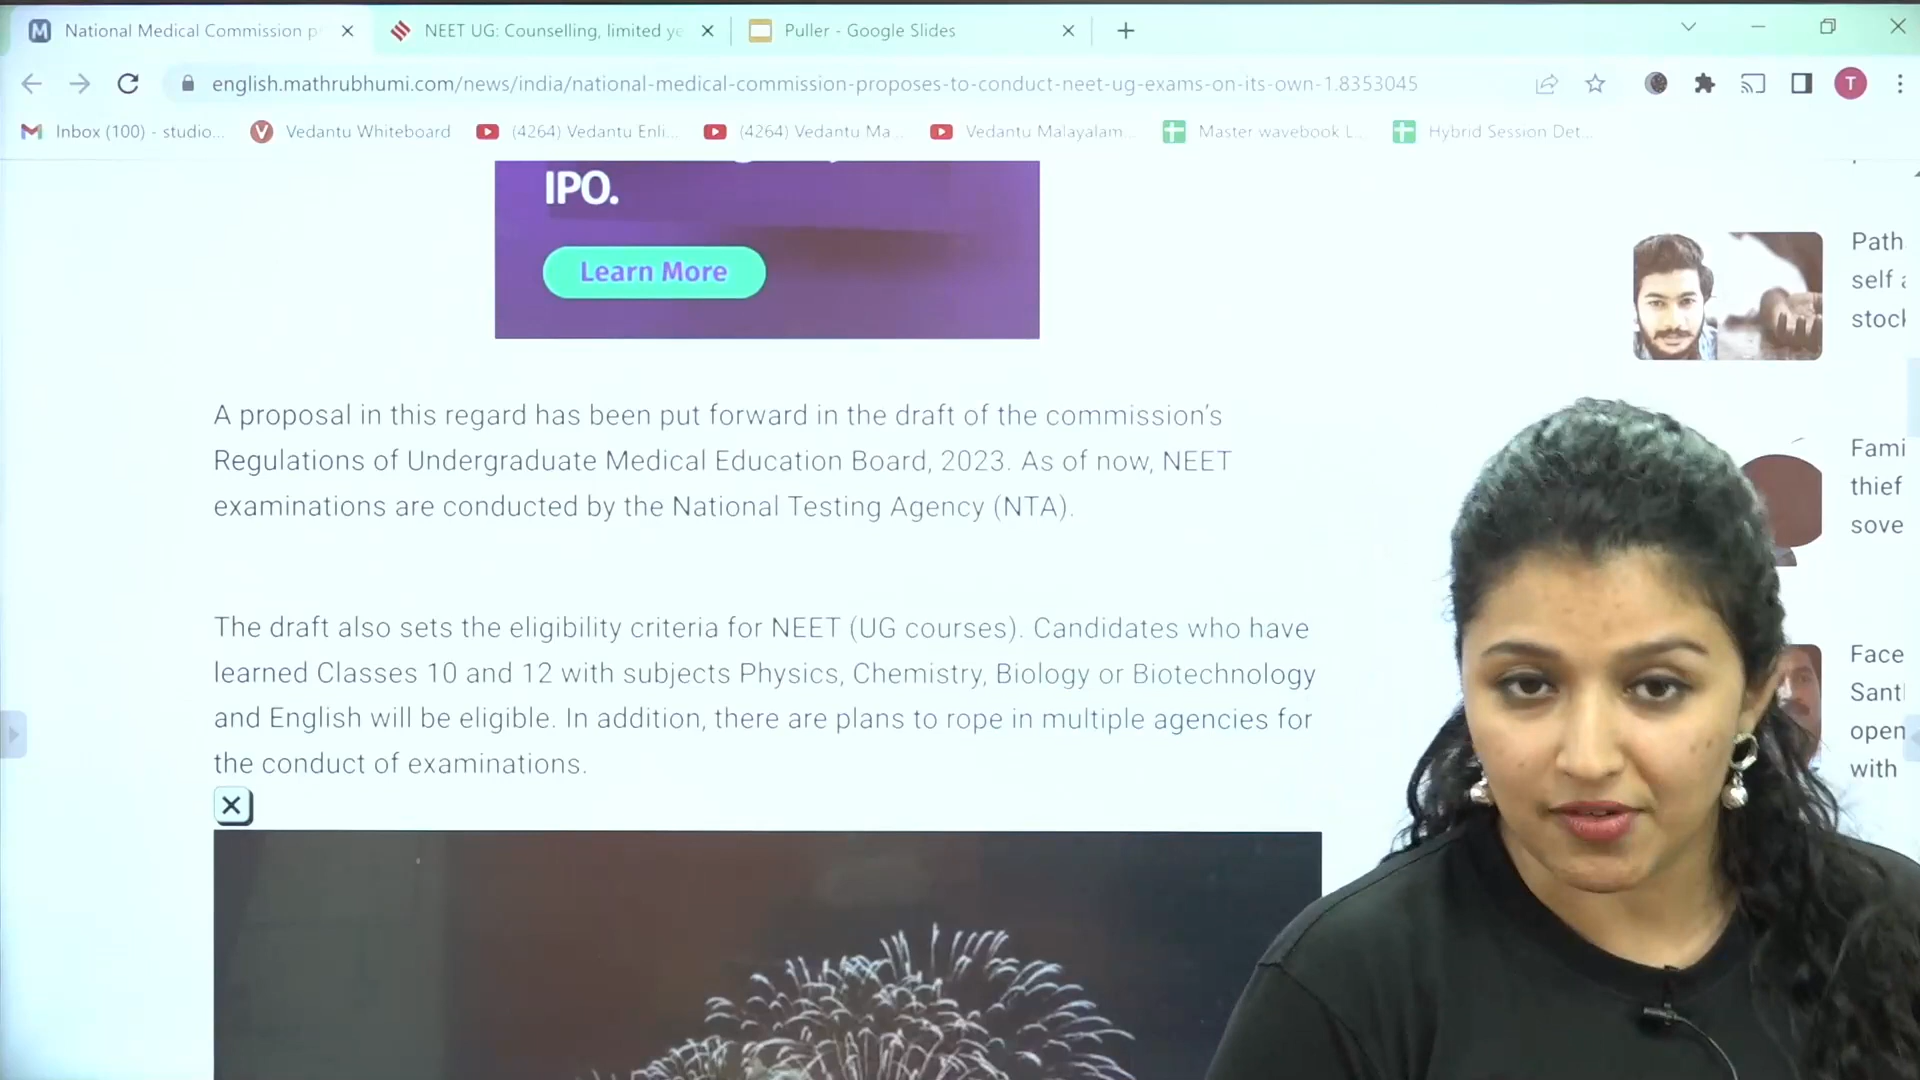 National Medical Commission p
NEET UG: Counselling, limited ye
Puller - Google Slides
english.mathrubhumi.com/news/india/national-medical-commission-proposes-to-conduct-neet-ug-exams-on-its-own-1.8353045
T
Inbox (100) - studio...
Vedantu Whiteboard
(4264) Vedantu Enli...
(4264) Vedantu Ma...
Vedantu Malayalam...
Master wavebook L...
Hybrid Session Det...
IPO.
Learn More
A proposal in this regard has been put forward in the draft of the commission's
Regulations of Undergraduate Medical Education Board, 2023. As of now, NEET
examinations are conducted by the National Testing Agency (NTA).
The draft also sets the eligibility criteria for NEET (UG courses). Candidates who have
learned Classes 10 and 12 with subjects Physics, Chemistry, Biology or Biotechnology
and English will be eligible. In addition, there are plans to rope in multiple agencies for
the conduct of examinations.
Path
self
stock
Fami
thief
sove
Face
Sant
open
with